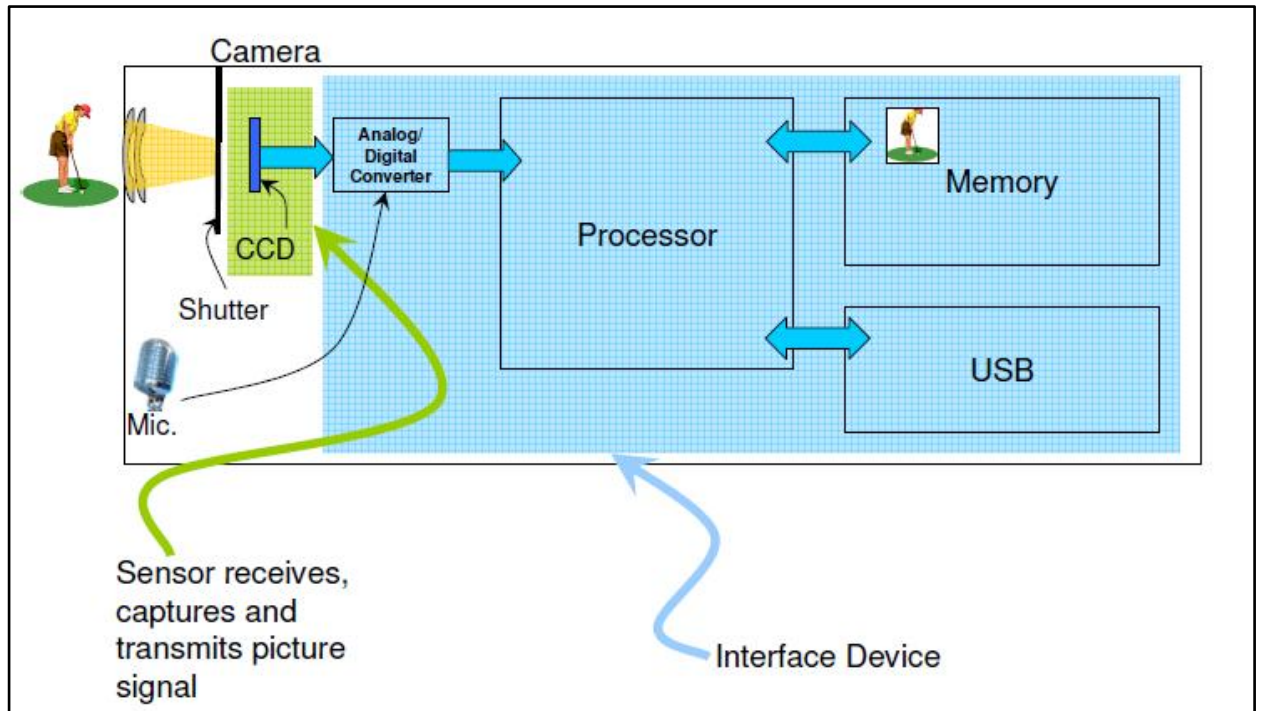 Camera
Analog/
Digital
Converter
Processor
Memory
CCD
Shutter
USB
Mic.
Sensor receives,
captures and
transmits picture
signal
Interface Device